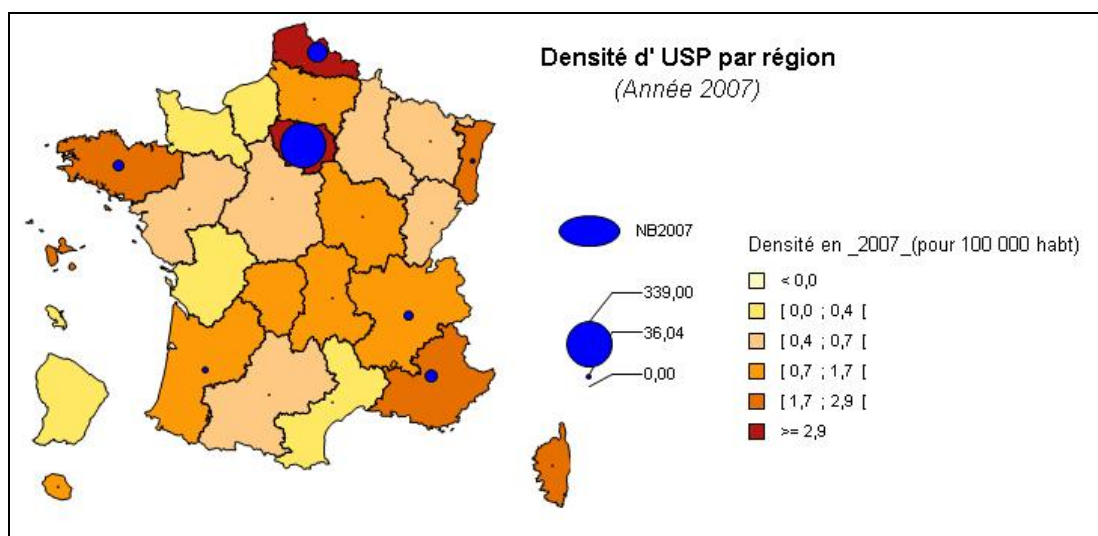 Densité d' USP par région
(Année 2007)
NB2007
339,00
36,04
0,00
Densité en _2007_(pour 100 000 habt)
< 0,0
[ 0,0 ; 0,4 [
[ 0,4 ; 0,7 [
[ 0,7 ; 1,7 [
[ 1,7 ; 2,9 [
>= 2,9